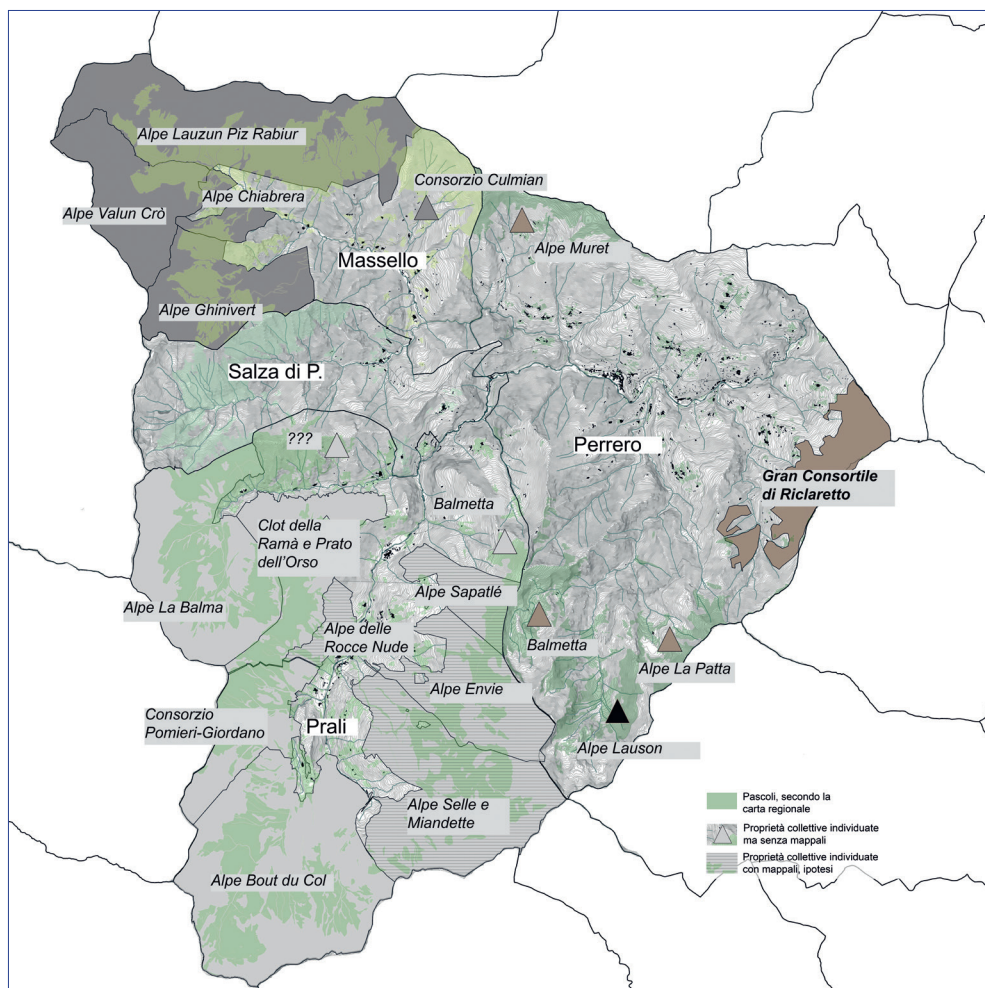 Alpe Lauzun Piz Rabiur
Consorzio Culmian
Alpe Chiabrera
Alpe Valun Crò
Alpe Muret
Massello
Alpe Ghinivert
Salza di P.
???
Perrero
Gran Consortile
di Riclaretto
Balmetta
Clot della
Ramà e Prato
dell'Orso
Alpe Sapatlé
Alpe La Balma
Alpe delle
Rocce Nude
Balmetta
Alpe La Patta
Alpe Envie
Consorzio
Pomieri-Giordano
Prali
Alpe Lauson
Alpe Selle e
Miandette
Alpe Bout du Col
Pascoli, secondo la
carta regionale
Proprietà collettive individuate
ma senza mappali
Proprietà collettive individuate
con mappali, ipotesi